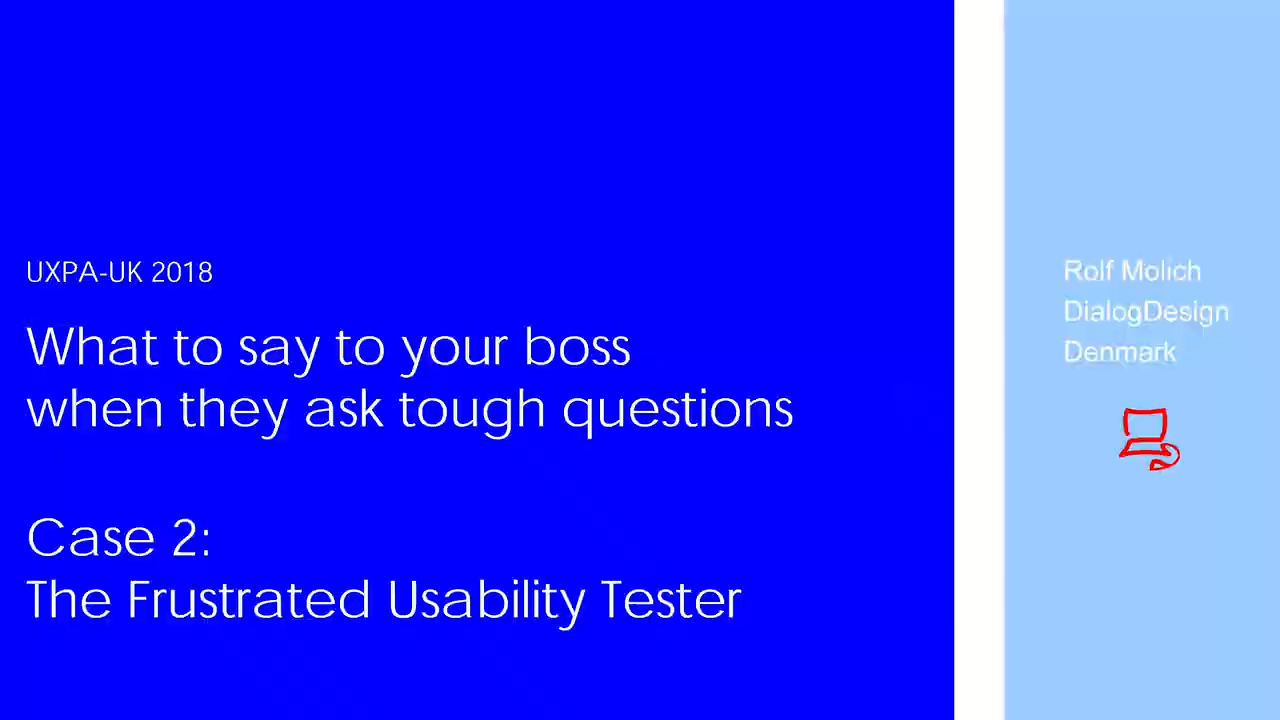 UXPA-UK 2018
What to say to your boss
when they ask tough questions
Case 2:
The Frustrated Usability Tester
Rolf Molich
DialogDesign
Denmark